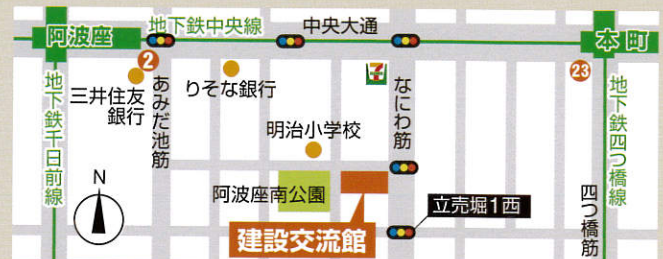 阿波座
地下鉄中央線
中央大通
本町
2
23
三井住友
銀行
りそな銀行
7
あみだ池筋
なにわ筋
地下鉄千日前線
地下鉄四つ橋線
明治小学校
N
阿波座南公園
立売堀1西
四つ橋筋
建設交流館